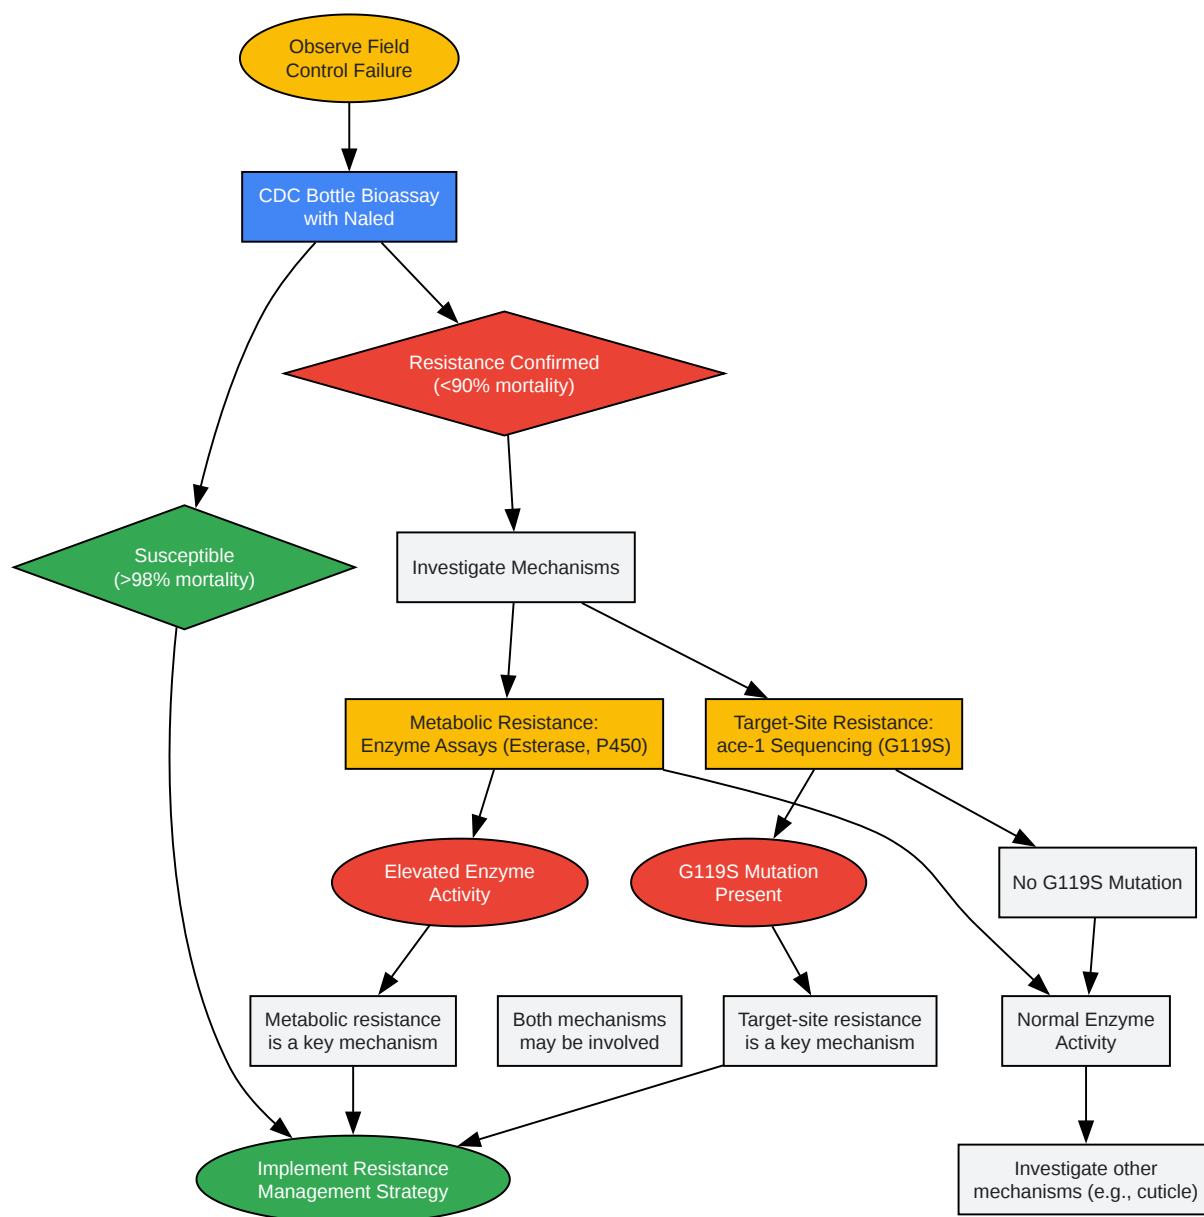 Observe Field
Control Failure
CDC Bottle Bioassay
with Naled
Resistance Confirmed
(<90% mortality)
Susceptible
(>98% mortality)
Investigate Mechanisms
Metabolic Resistance:
Enzyme Assays (Esterase, P450)
Target-Site Resistance:
ace-1 Sequencing (G119S)
Elevated Enzyme
Activity
G119S Mutation
Present
No G119S Mutation
Metabolic resistance
is a key mechanism
Both mechanisms
may be involved
Target-site resistance
is a key mechanism
Normal Enzyme
Activity
Implement Resistance
Management Strategy
Investigate other
mechanisms (e.g., cuticle)